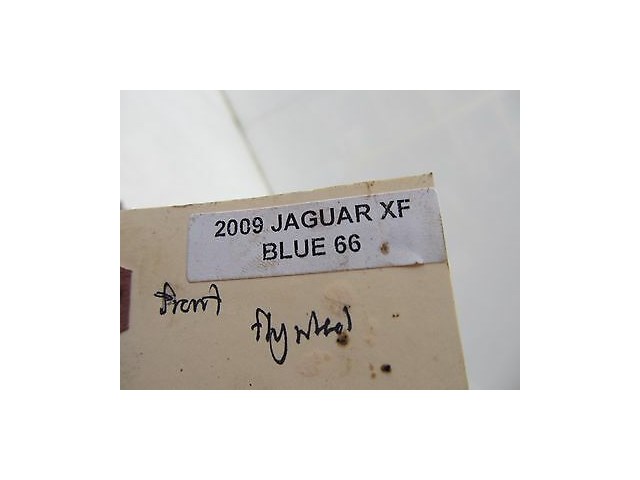 2009 JAGUAR XF
BLUE 66
front flywheel